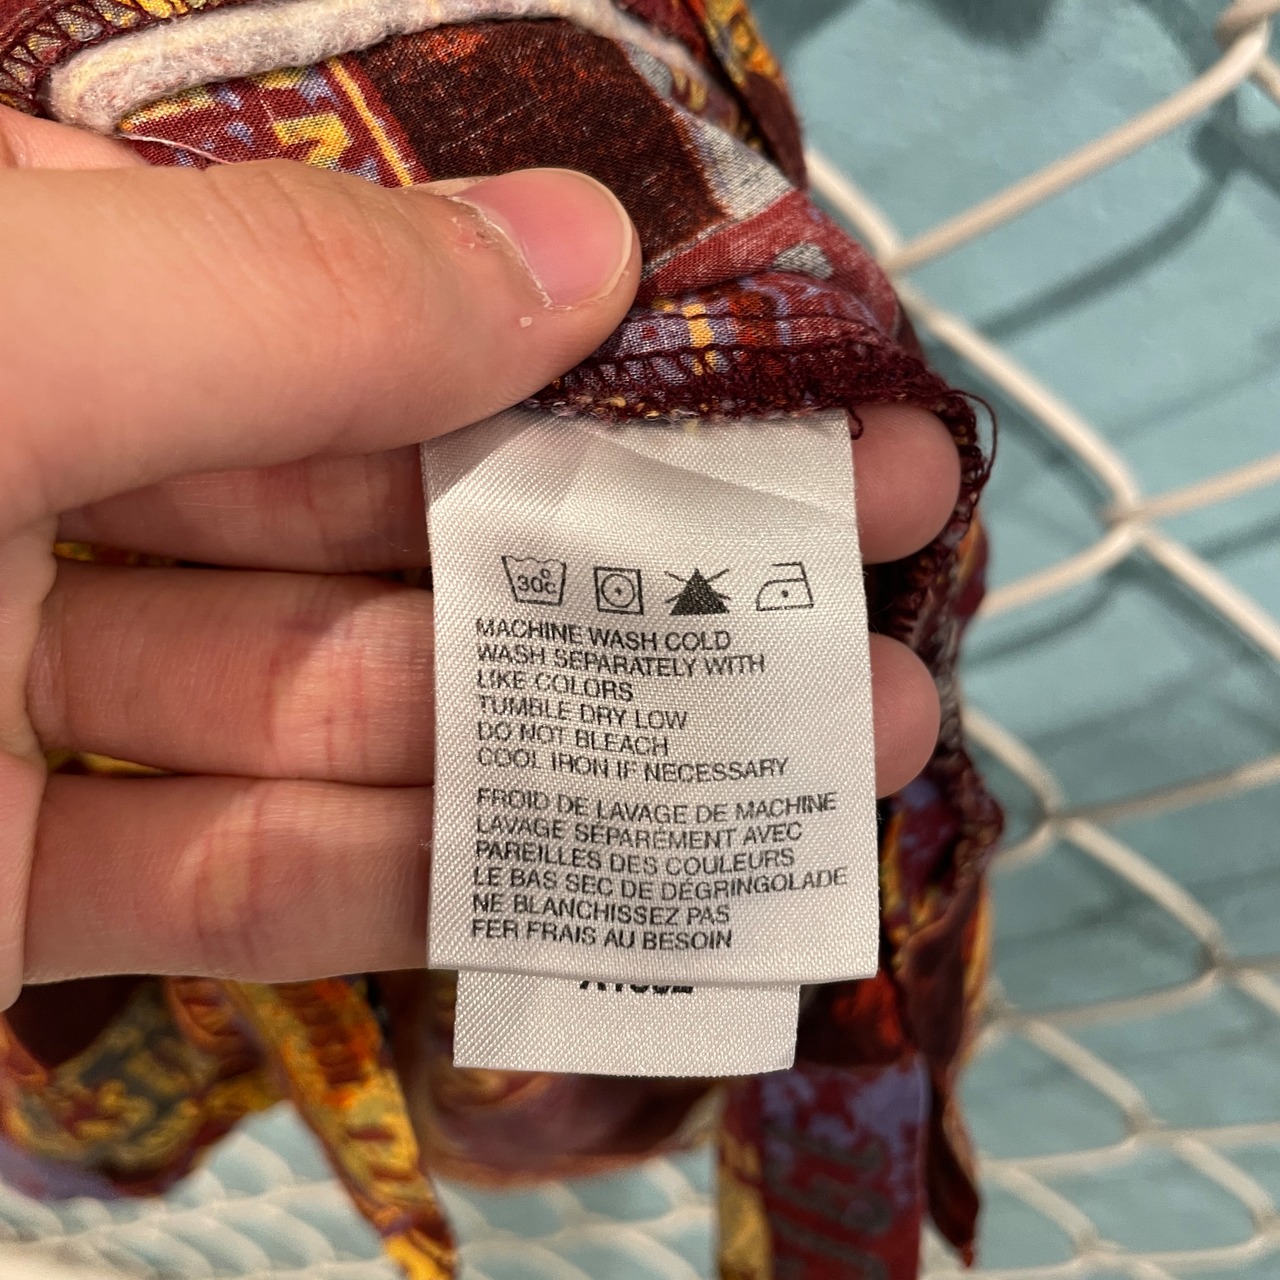 30°C
MACHINE WASH COLD
WASH SEPARATELY WITH
LIKE COLORS
TUMBLE DRY LOW
DO NOT BLEACH
COOL IRON IF NECESSARY
FROID DE LAVAGE DE MACHINE
LAVAGE SÉPARÉMENT AVEC
PAREILLES DES COULEURS
LE BAS SEC DE DÉGRINGOLADE
NE BLANCHISSEZ PAS
FER FRAIS AU BESOIN